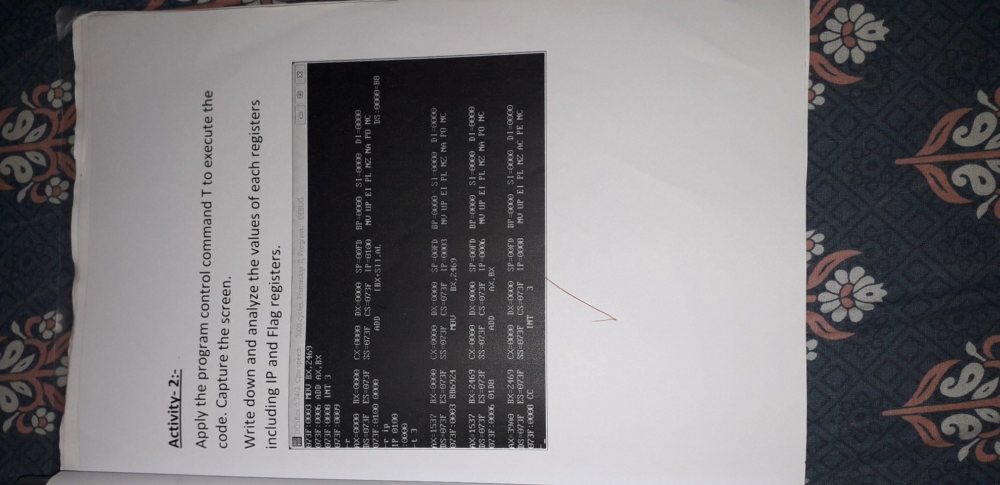 Activity- 2:-
Apply the program control command T to execute the
code. Capture the screen.
Write down and analyze the values of each registers
including IP and Flag registers.
DOSBox 0.74-3, Cpu speed: 3000 cycles, Frameskip 0, Program: DEBUG
073F:0003 MOV BX,2469
073F:0006 ADD AX,BX
073F:0008 INT 3
073F:0009
-r
AX=0000 BX=0000 CX=0000 DX=0000 SP=00FD BP=0000 SI=0000 DI=0000
DS=073F ES=073F SS=073F CS=073F IP=0100 NV UP EI PL NZ NA PO NC
073F:0100 0000 ADD [BX+SI],AL DS:0000=B8
-r ip
IP 0100
:0000
-t 3
AX=1537 BX=0000 CX=0000 DX=0000 SP=00FD BP=0000 SI=0000 DI=0000
DS=073F ES=073F SS=073F CS=073F IP=0003 NV UP EI PL NZ NA PO NC
073F:0003 BB6924 MOV BX,2469
AX=1537 BX=2469 CX=0000 DX=0000 SP=00FD BP=0000 SI=0000 DI=0000
DS=073F ES=073F SS=073F CS=073F IP=0006 NV UP EI PL NZ NA PO NC
073F:0006 01D8 ADD AX,BX
AX=39A0 BX=2469 CX=0000 DX=0000 SP=00FD BP=0000 SI=0000 DI=0000
DS=073F ES=073F SS=073F CS=073F IP=0008 NV UP EI PL NZ AC PE NC
073F:0008 CC INT 3
-_